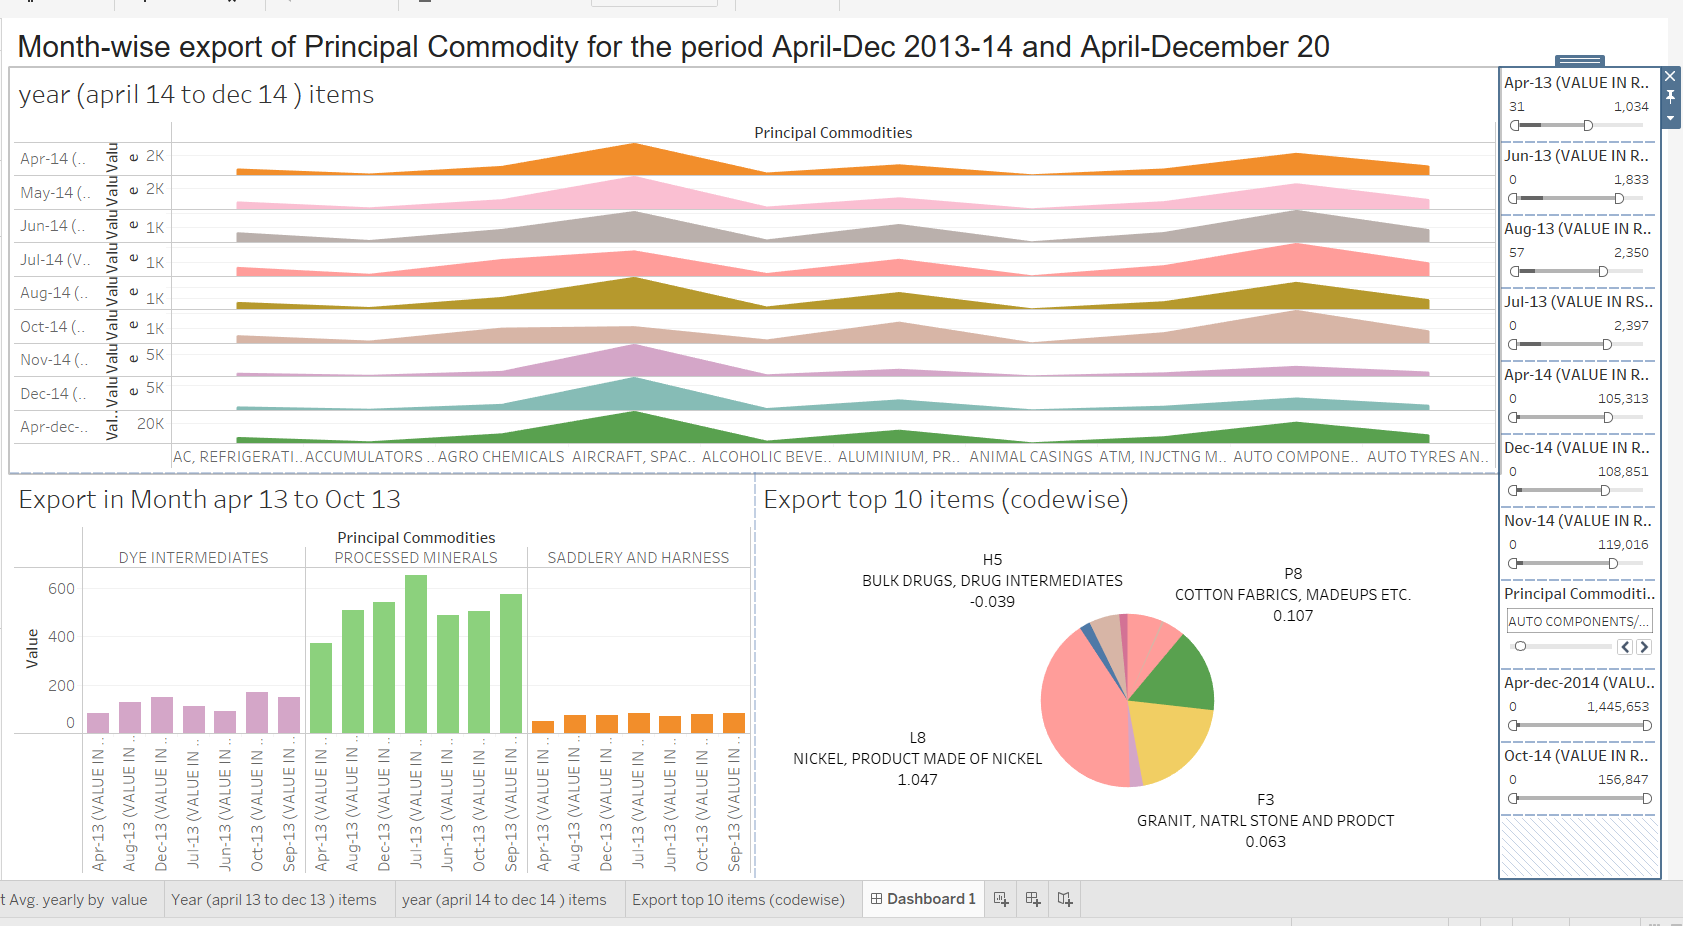 Month-wise export of Principal Commodity for the period April-Dec 2013-14 and April-December 20
year (april 14 to dec 14 ) items
Principal Commodities
Apr-14 (..
Valu
e
2K
May-14 (..
Valu
e
2K
Jun-14 (..
Valu
e
1K
Jul-14 (V..
Valu
e
1K
Aug-14 (..
Valu
e
1K
Oct-14 (..
Valu
e
1K
Nov-14 (..
Valu
e
5K
Dec-14 (..
Valu
e
5K
Apr-dec-..
Val..
20K
AC, REFRIGERATI.. ACCUMULATORS .. AGRO CHEMICALS AIRCRAFT, SPAC.. ALCOHOLIC BEVE.. ALUMINIUM, PR.. ANIMAL CASINGS ATM, INJCTNG M.. AUTO COMPONE.. AUTO TYRES AN..
Export in Month apr 13 to Oct 13
Principal Commodities
DYE INTERMEDIATES PROCESSED MINERALS SADDLERY AND HARNESS
Value
600
400
200
0
Apr-13 (VALUE IN ..
Aug-13 (VALUE IN ..
Dec-13 (VALUE IN ..
Jul-13 (VALUE IN ..
Jun-13 (VALUE IN ..
Oct-13 (VALUE IN ..
Sep-13 (VALUE IN ..
Apr-13 (VALUE IN ..
Aug-13 (VALUE IN ..
Dec-13 (VALUE IN ..
Jul-13 (VALUE IN ..
Jun-13 (VALUE IN ..
Oct-13 (VALUE IN ..
Sep-13 (VALUE IN ..
Apr-13 (VALUE IN ..
Aug-13 (VALUE IN ..
Dec-13 (VALUE IN ..
Jul-13 (VALUE IN ..
Jun-13 (VALUE IN ..
Oct-13 (VALUE IN ..
Sep-13 (VALUE IN ..
Export top 10 items (codewise)
H5
BULK DRUGS, DRUG INTERMEDIATES
-0.039
P8
COTTON FABRICS, MADEUPS ETC.
0.107
L8
NICKEL, PRODUCT MADE OF NICKEL
1.047
F3
GRANIT, NATRL STONE AND PRODCT
0.063
Apr-13 (VALUE IN R..
31 1,034
Jun-13 (VALUE IN R..
0 1,833
Aug-13 (VALUE IN R..
57 2,350
Jul-13 (VALUE IN RS..
0 2,397
Apr-14 (VALUE IN R..
0 105,313
Dec-14 (VALUE IN R..
0 108,851
Nov-14 (VALUE IN R..
0 119,016
Principal Commoditi..
AUTO COMPONENTS/...
Apr-dec-2014 (VALU..
0 1,445,653
Oct-14 (VALUE IN R..
0 156,847
t Avg. yearly by value
Year (april 13 to dec 13 ) items
year (april 14 to dec 14 ) items
Export top 10 items (codewise)
Dashboard 1